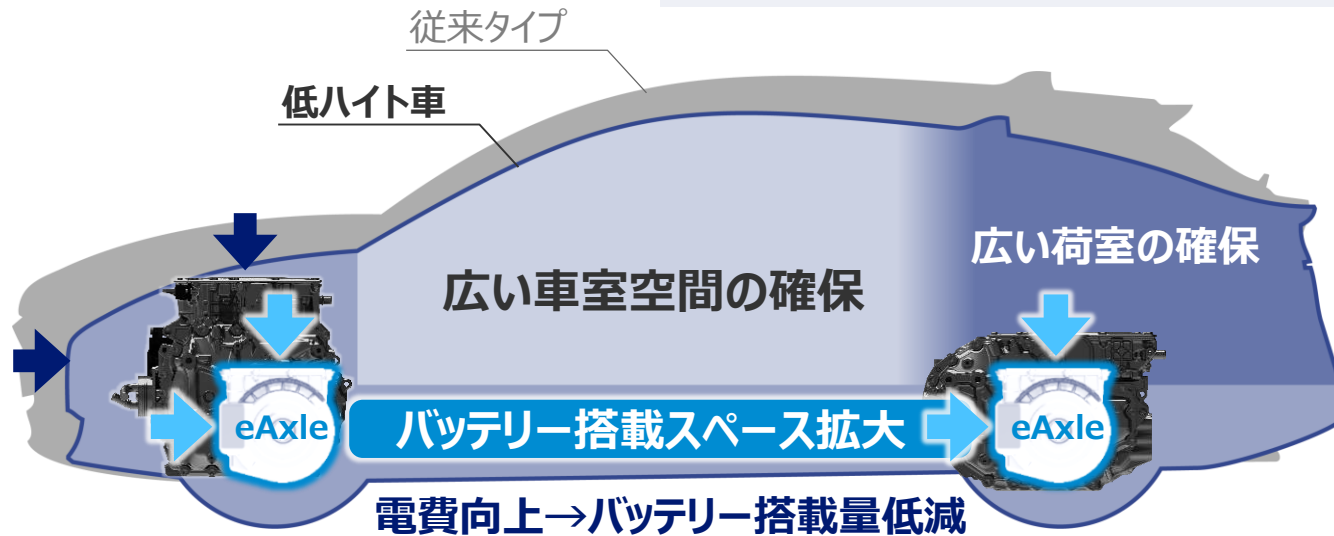 従来タイプ
低ハイト車
広い荷室の確保
広い車室空間の確保
eAxle
バッテリー搭載スペース拡大
eAxle
電費向上→バッテリー搭載量低減